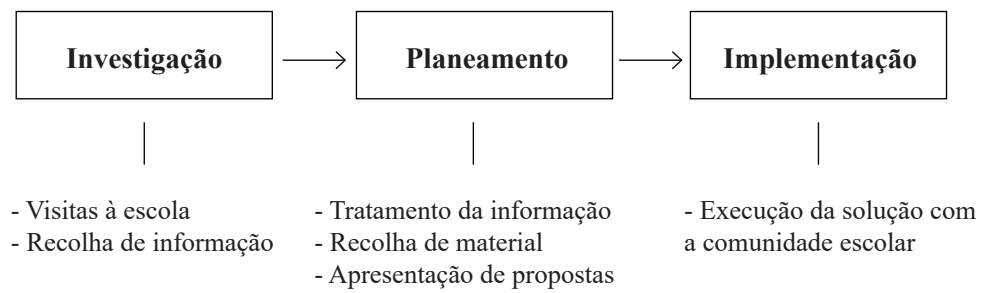 Investigação
Planeamento
Implementação
- Visitas à escola
- Recolha de informação
- Tratamento da informação
- Recolha de material
- Apresentação de propostas
- Execução da solução com
a comunidade escolar